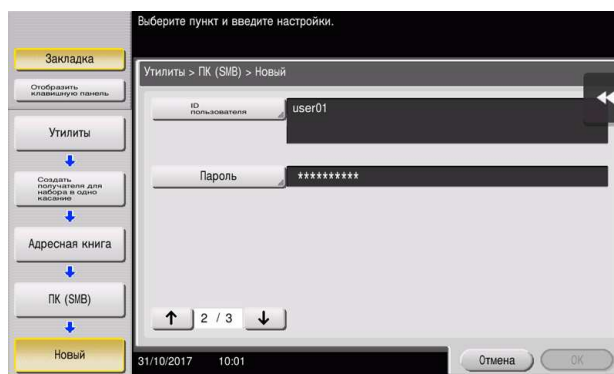 Выберите пункт и введите настройки.
Закладка
Отобразить
клавишную панель
Утилиты > ПК (SMB) > Новый
ID
пользователя
user01
Утилиты
Пароль
**********
Создать
получателя для
набора в одно
касание
Адресная книга
ПК (SMB)
2 / 3
Новый
31/10/2017 10:01
Отмена
OK